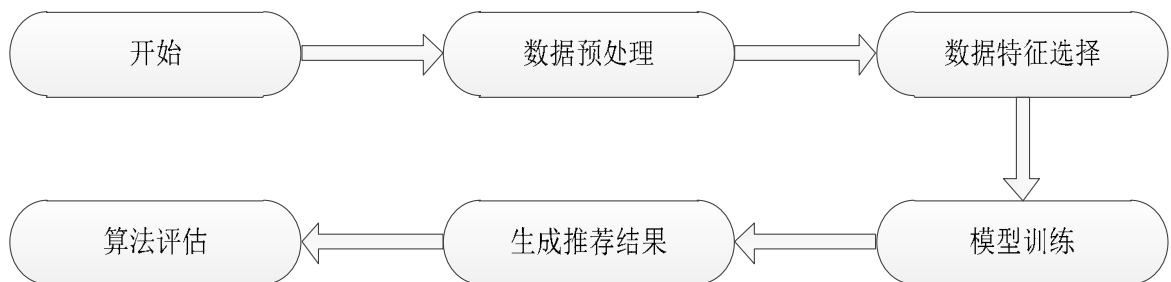 开始
数据预处理
数据特征选择
模型训练
生成推荐结果
算法评估